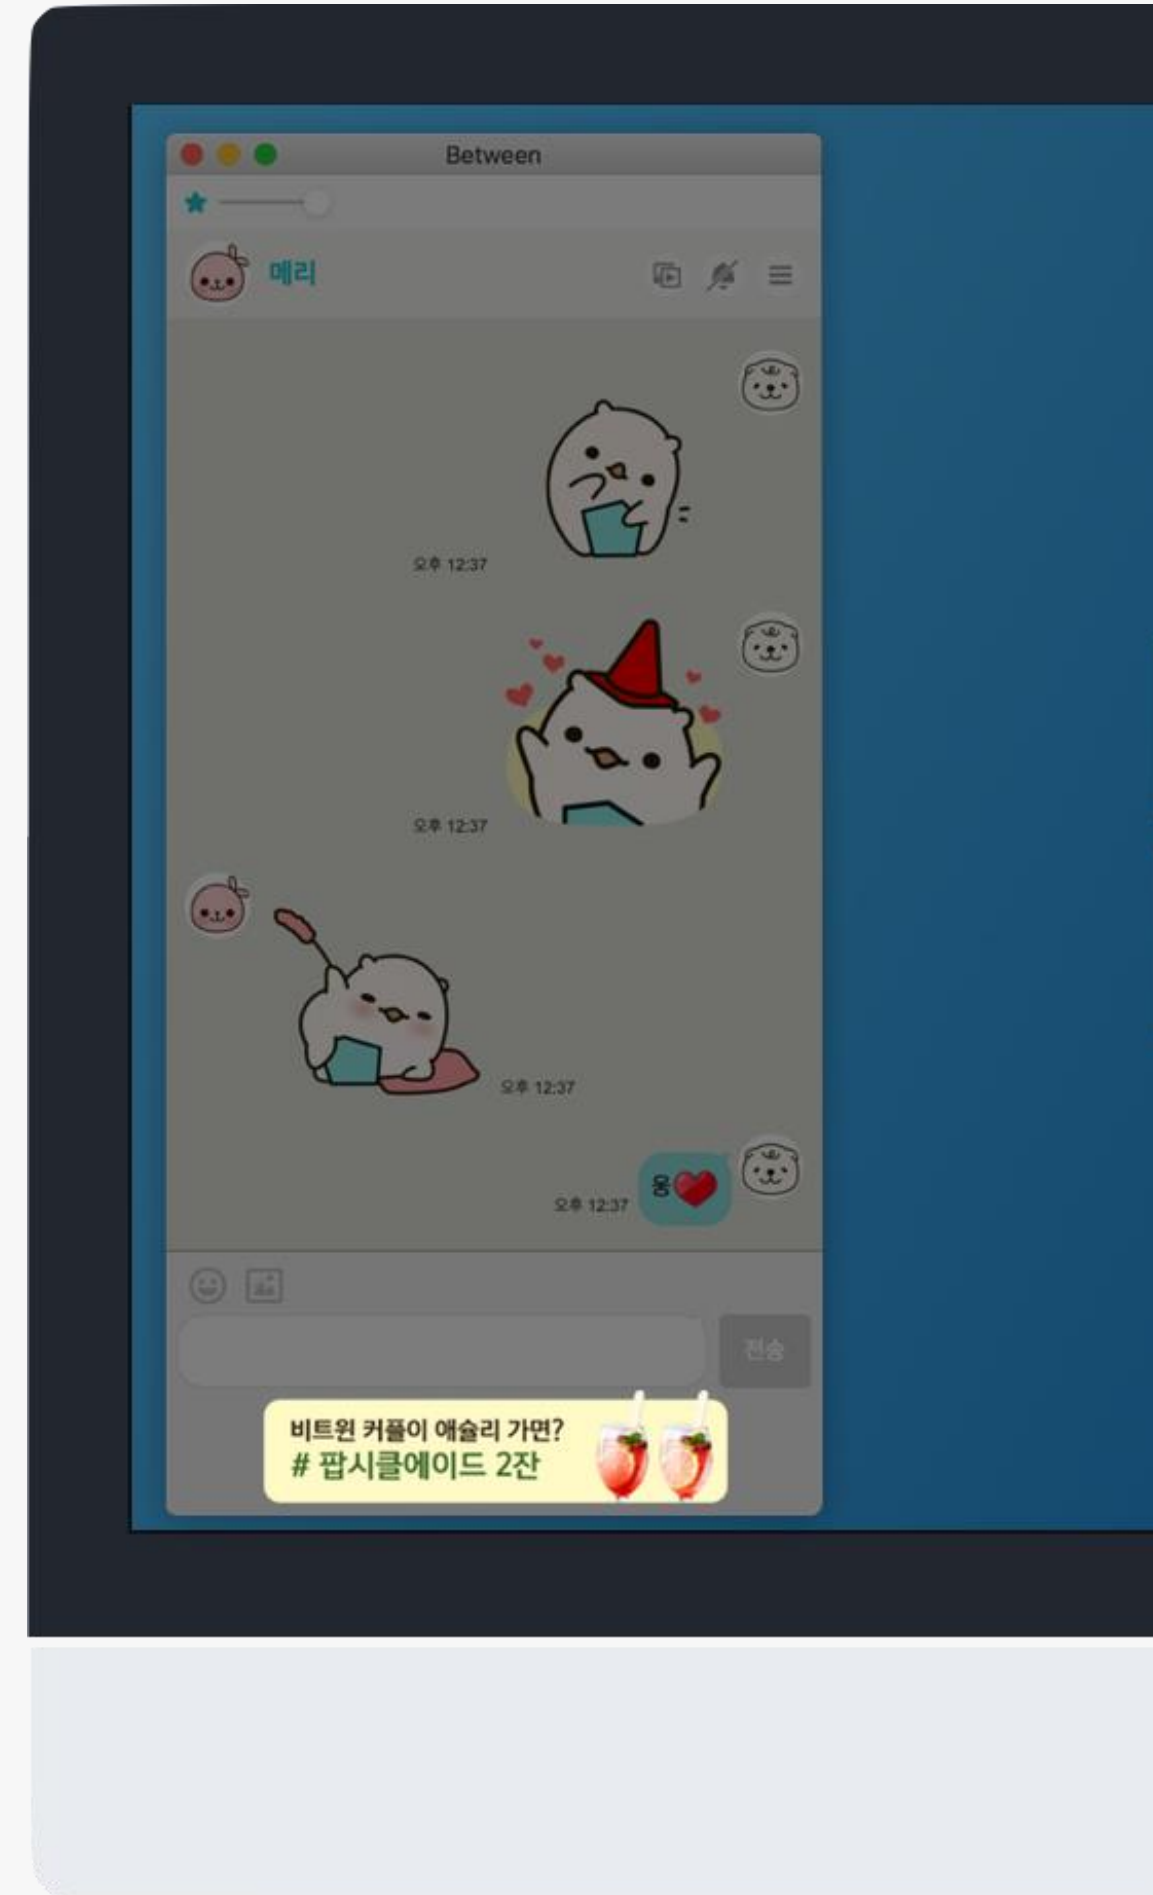 Between
메리
오후 12:37
오후 12:37
오후 12:37
웅
오후 12:37
전송
비트윈 커플이 애슐리 가면?
# 팝시클에이드 2잔